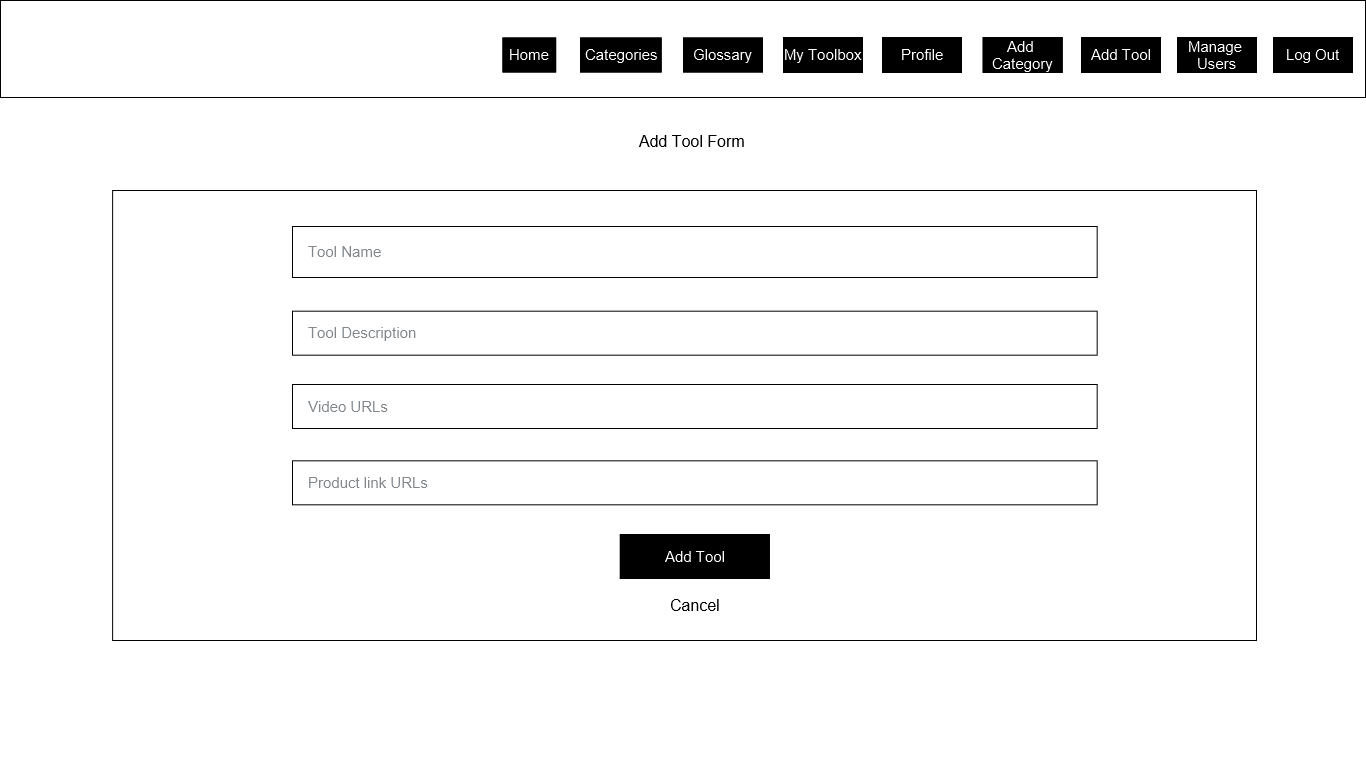 Home
Categories
Glossary
My Toolbox
Profile
Add
Category
Add Tool
Manage
Users
Log Out
Add Tool Form
Tool Name
Tool Description
Video URLs
Product link URLs
Add Tool
Cancel